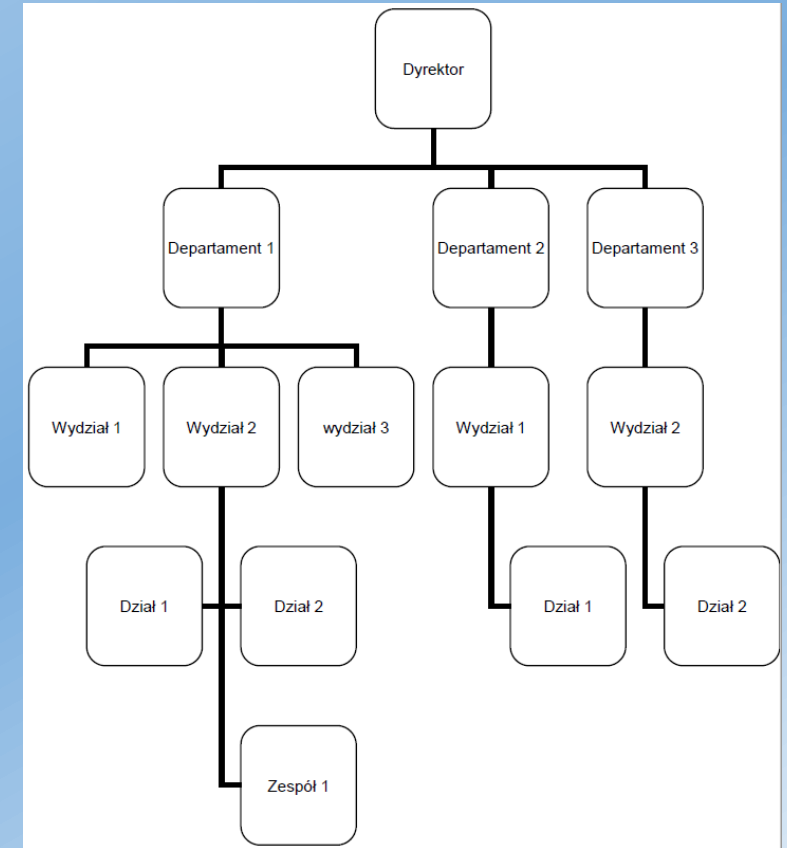 Dyrektor
Departament 1
Departament 2
Departament 3
Wydział 1
Wydział 2
wydział 3
Wydział 1
Wydział 2
Dział 1
Dział 2
Dział 1
Dział 2
Zespół 1